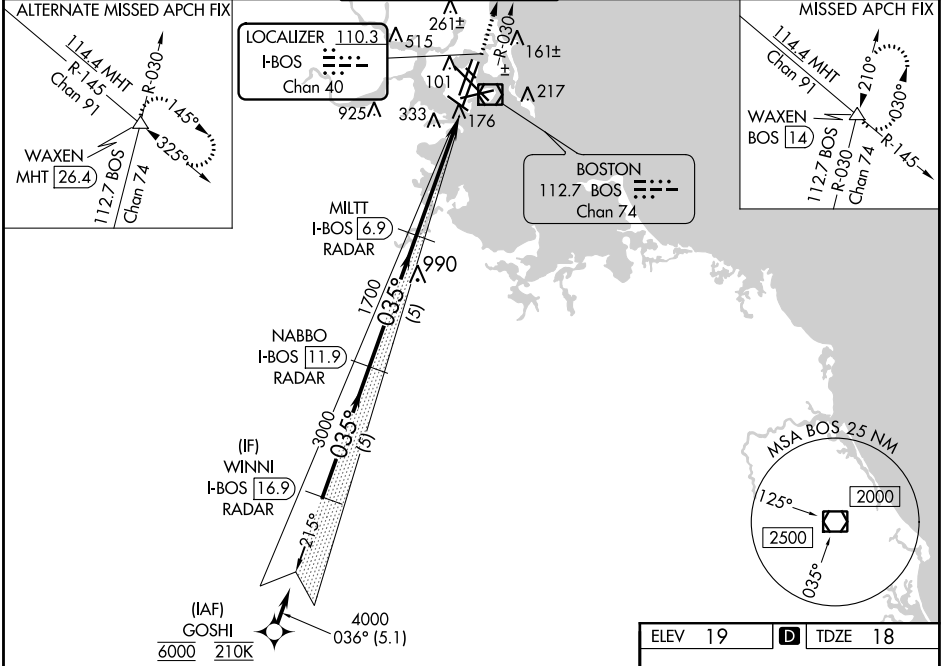 ALTERNATE MISSED APCH FIX
114.4 MHT
R-145
Chan 91
R-030
145°
325°
WAXEN
MHT 26.4
112.7 BOS
Chan 74
LOCALIZER 110.3
I-BOS
Chan 40
261±
515
R-030
161±
101
217
925
333
176
MISSED APCH FIX
114.4 MHT
Chan 91
210°
030°
WAXEN
BOS 14
R-145
112.7 BOS
R-030
Chan 74
BOSTON
112.7 BOS
Chan 74
MILTT
I-BOS 6.9
RADAR
990
1700
035°
(5)
NABBO
I-BOS 11.9
RADAR
3000
035°
(5)
(IF)
WINNI
I-BOS 16.9
RADAR
215°
MSA BOS 25 NM
125°
2000
2500
035°
(IAF)
GOSHI
6000 210K
4000
036° (5.1)
ELEV 19 D TDZE 18